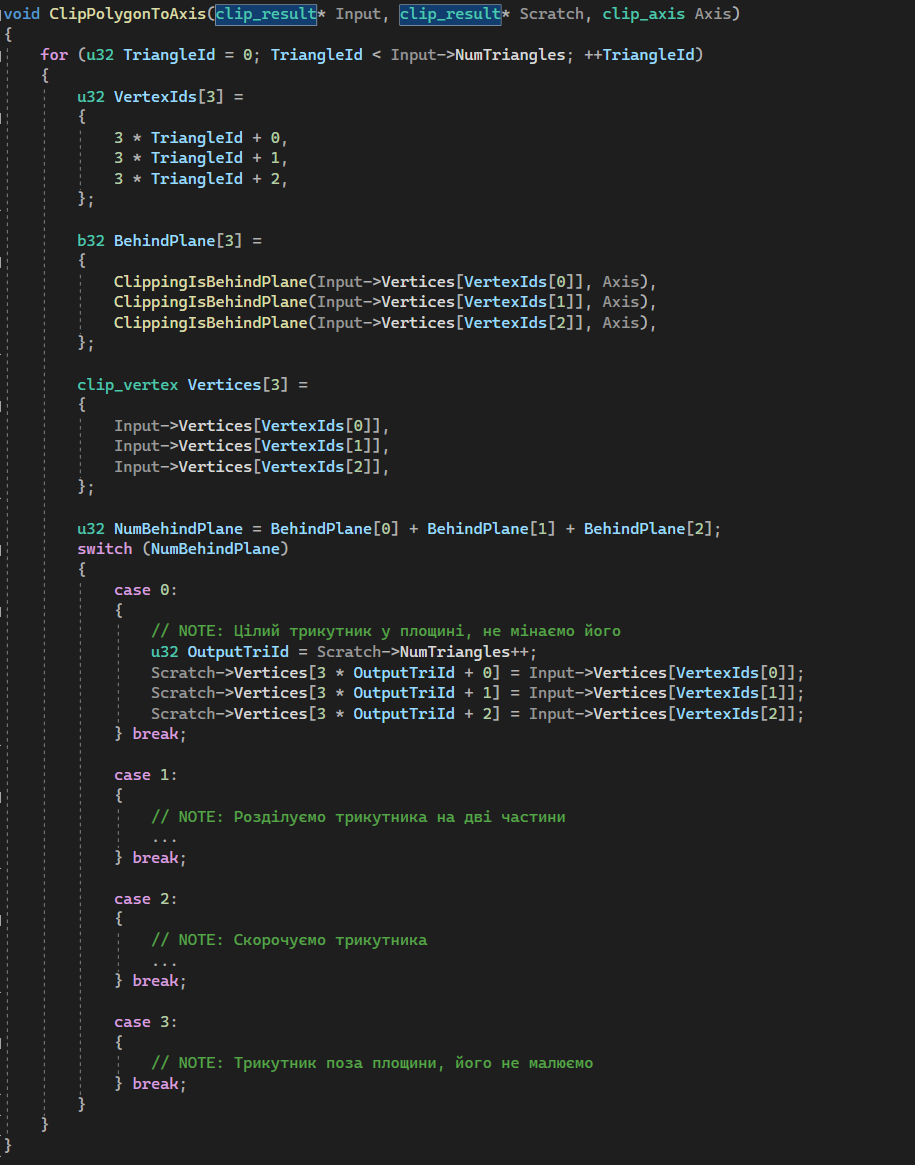 void ClipPolygonToAxis(clip_result* Input, clip_result* Scratch, clip_axis Axis)
{
for (u32 TriangleId = 0; TriangleId < Input->NumTriangles; ++TriangleId)
{
u32 VertexIds[3] =
{
3 * TriangleId + 0,
3 * TriangleId + 1,
3 * TriangleId + 2,
};
b32 BehindPlane[3] =
{
ClippingIsBehindPlane(Input->Vertices[VertexIds[0]], Axis),
ClippingIsBehindPlane(Input->Vertices[VertexIds[1]], Axis),
ClippingIsBehindPlane(Input->Vertices[VertexIds[2]], Axis),
};
clip_vertex Vertices[3] =
{
Input->Vertices[VertexIds[0]],
Input->Vertices[VertexIds[1]],
Input->Vertices[VertexIds[2]],
};
u32 NumBehindPlane = BehindPlane[0] + BehindPlane[1] + BehindPlane[2];
switch (NumBehindPlane)
{
case 0:
{
// NOTE: Цілий трикутник у площині, не мінаємо його
u32 OutputTriId = Scratch->NumTriangles++;
Scratch->Vertices[3 * OutputTriId + 0] = Input->Vertices[VertexIds[0]];
Scratch->Vertices[3 * OutputTriId + 1] = Input->Vertices[VertexIds[1]];
Scratch->Vertices[3 * OutputTriId + 2] = Input->Vertices[VertexIds[2]];
} break;
case 1:
{
// NOTE: Розділуємо трикутника на дві частини
...
} break;
case 2:
{
// NOTE: Скорочуємо трикутника
...
} break;
case 3:
{
// NOTE: Трикутник поза площини, його не малюємо
} break;
}
}
}